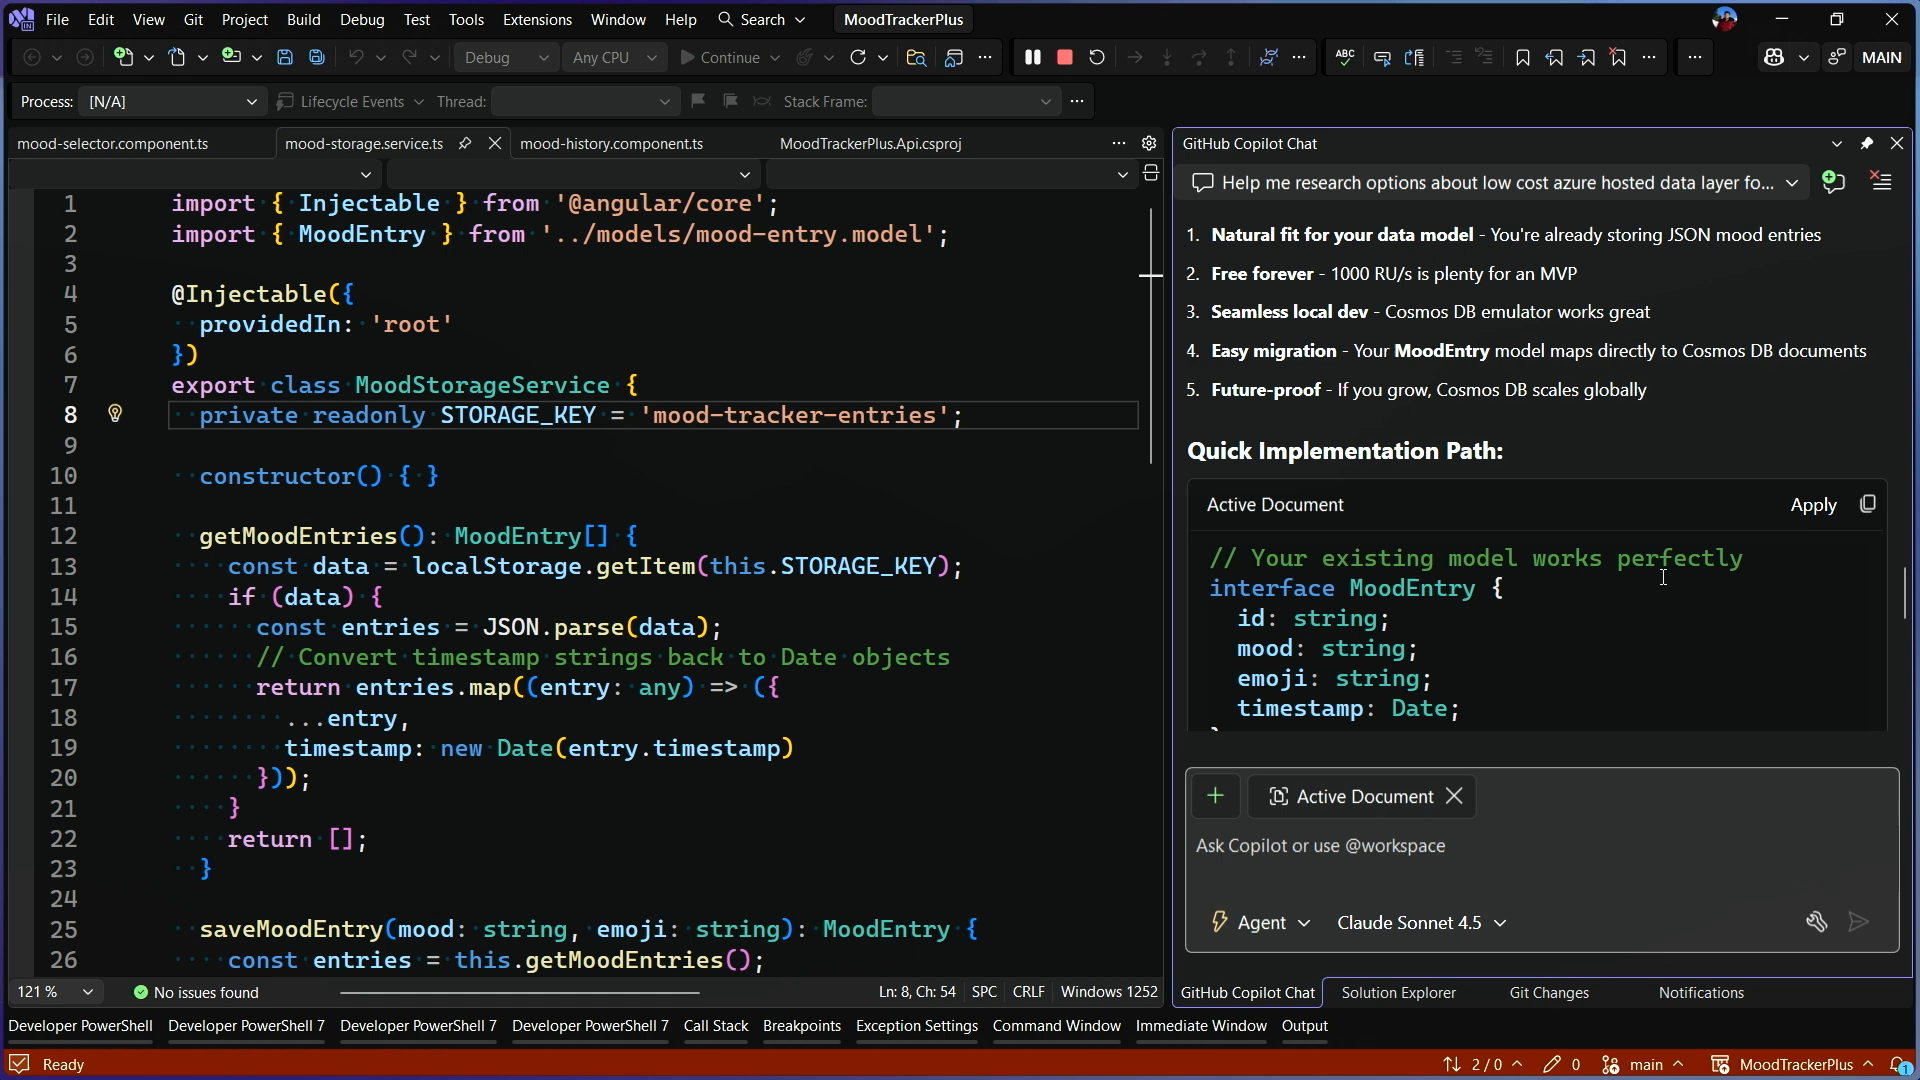 File Edit View Git Project Build Debug Test Tools Extensions Window Help Search MoodTrackerPlus
Debug Any CPU Continue MAIN
Process: [N/A] Lifecycle Events Thread: Stack Frame:
mood-selector.component.ts mood-storage.service.ts mood-history.component.ts MoodTrackerPlus.Api.csproj
1 import { Injectable } from '@angular/core';
2 import { MoodEntry } from '../models/mood-entry.model';
3
4 @Injectable({
5 providedIn: 'root'
6 })
7 export class MoodStorageService {
8 private readonly STORAGE_KEY = 'mood-tracker-entries';
9
10 constructor() { }
11
12 getMoodEntries(): MoodEntry[] {
13 const data = localStorage.getItem(this.STORAGE_KEY);
14 if (data) {
15 const entries = JSON.parse(data);
16 // Convert timestamp strings back to Date objects
17 return entries.map((entry: any) => ({
18 ...entry,
19 timestamp: new Date(entry.timestamp)
20 }));
21 }
22 return [];
23 }
24
25 saveMoodEntry(mood: string, emoji: string): MoodEntry {
26 const entries = this.getMoodEntries();
121 % No issues found Ln: 8, Ch: 54 SPC CRLF Windows 1252
GitHub Copilot Chat
Help me research options about low cost azure hosted data layer fo...
1. Natural fit for your data model - You're already storing JSON mood entries
2. Free forever - 1000 RU/s is plenty for an MVP
3. Seamless local dev - Cosmos DB emulator works great
4. Easy migration - Your MoodEntry model maps directly to Cosmos DB documents
5. Future-proof - If you grow, Cosmos DB scales globally
Quick Implementation Path:
Active Document Apply
// Your existing model works perfectly
interface MoodEntry {
id: string;
mood: string;
emoji: string;
timestamp: Date;
+ Active Document
Ask Copilot or use @workspace
Agent Claude Sonnet 4.5
GitHub Copilot Chat Solution Explorer Git Changes Notifications
Developer PowerShell Developer PowerShell 7 Developer PowerShell 7 Developer PowerShell 7 Call Stack Breakpoints Exception Settings Command Window Immediate Window Output
Ready 2 / 0 0 main MoodTrackerPlus 1